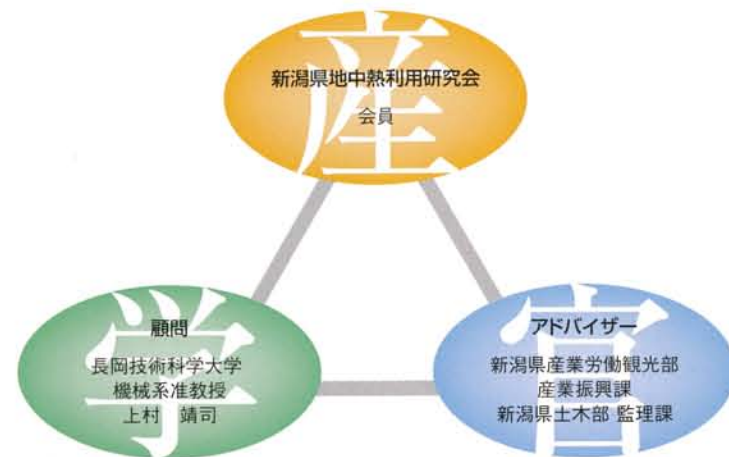 産
新潟県地中熱利用研究会
会員
学
顧問
長岡技術科学大学
機械系准教授
上村　靖司
官
アドバイザー
新潟県産業労働観光部
産業振興課
新潟県土木部 監理課